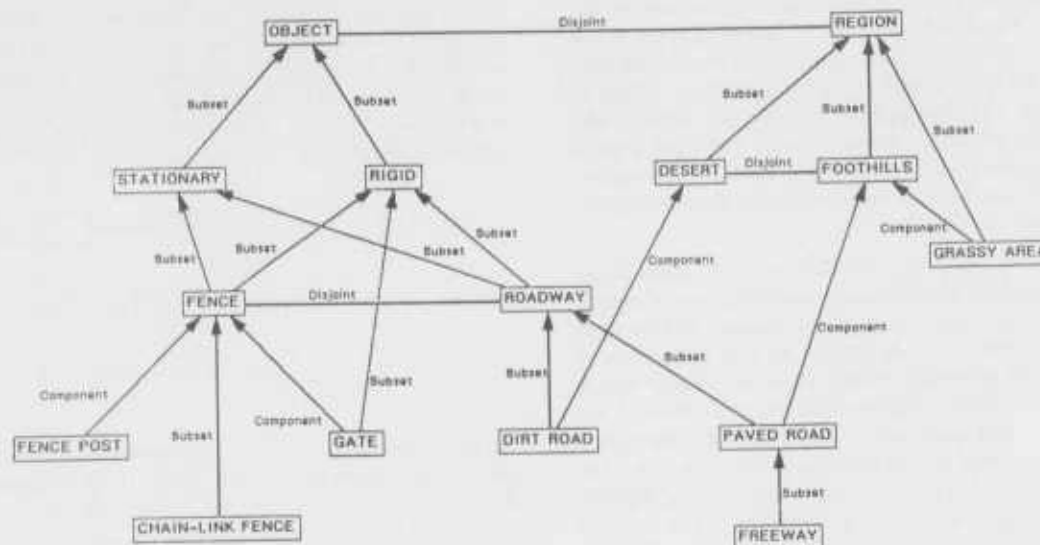 OBJECT
Disjoint
REGION
Subset
Subset
Subset
Subset
Subset
STATIONARY
RIGID
DESERT
Disjoint
FOOTHILLS
Component
GRASSY AREA
Subset
Subset
Subset
Subset
Component
FENCE
Disjoint
ROADWAY
Component
Subset
Component
Subset
Component
Subset
Subset
FENCE POST
GATE
DIRT ROAD
PAVED ROAD
Subset
Subset
CHAIN-LINK FENCE
FREEWAY